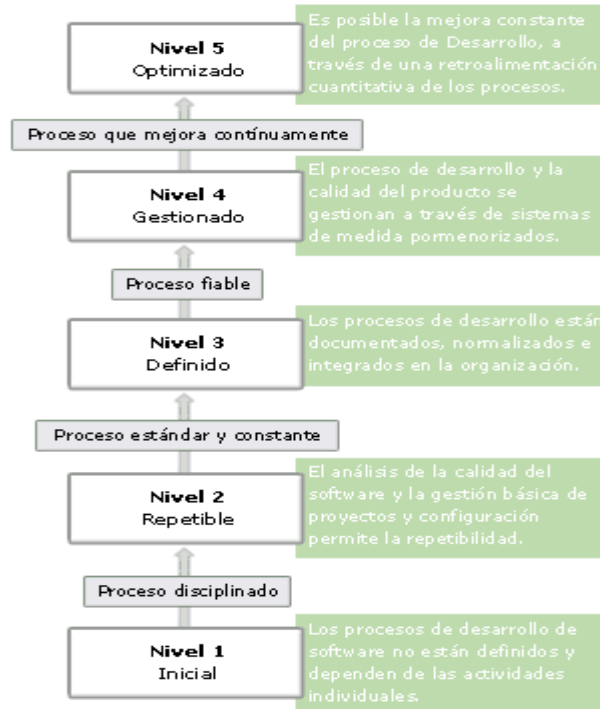 Nivel 5
Optimizado
Es posible la mejora constante
del proceso de Desarrollo, a
través de una retroalimentación
cuantitativa de los procesos.
Proceso que mejora contínuamente
Nivel 4
Gestionado
El proceso de desarrollo y la
calidad del producto se
gestionan a través de sistemas
de medida pormenorizados.
Proceso fiable
Nivel 3
Definido
Los procesos de desarrollo están
documentados, normalizados e
integrados en la organización.
Proceso estándar y constante
Nivel 2
Repetible
El análisis de la calidad del
software y la gestión básica de
proyectos y configuración
permite la repetibilidad.
Proceso disciplinado
Nivel 1
Inicial
Los procesos de desarrollo de
software no están definidos y
dependen de las actividades
individuales.